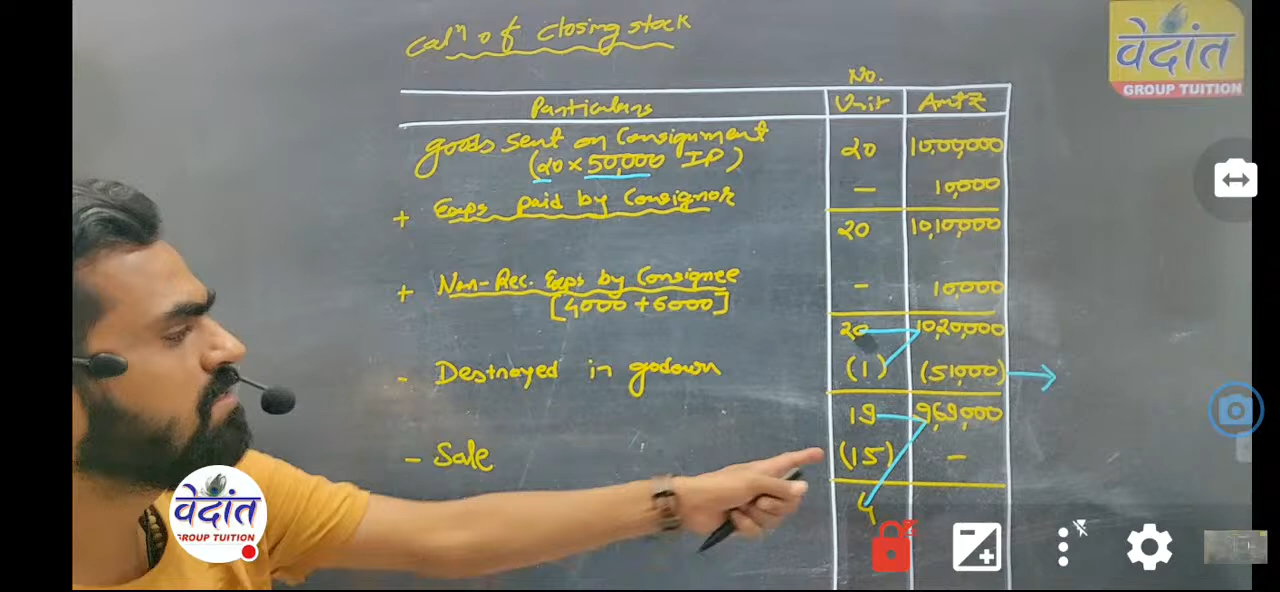 Calⁿ of closing stock
वेदांत
GROUP TUITION
Particulars
No.
Unit
Amt ₹
Goods sent on Consignment
(20 x 50,000 IP)
20
10,00,000
+ Exps paid by Consignor
-
10,000
20
10,10,000
+ Non-Rec. Exps by Consignee
[4000 + 6000]
-
10,000
20
10,20,000
- Destroyed in godown
(1)
(51,000)
19
9,69,000
- Sale
(15)
-
4
वेदांत
GROUP TUITION